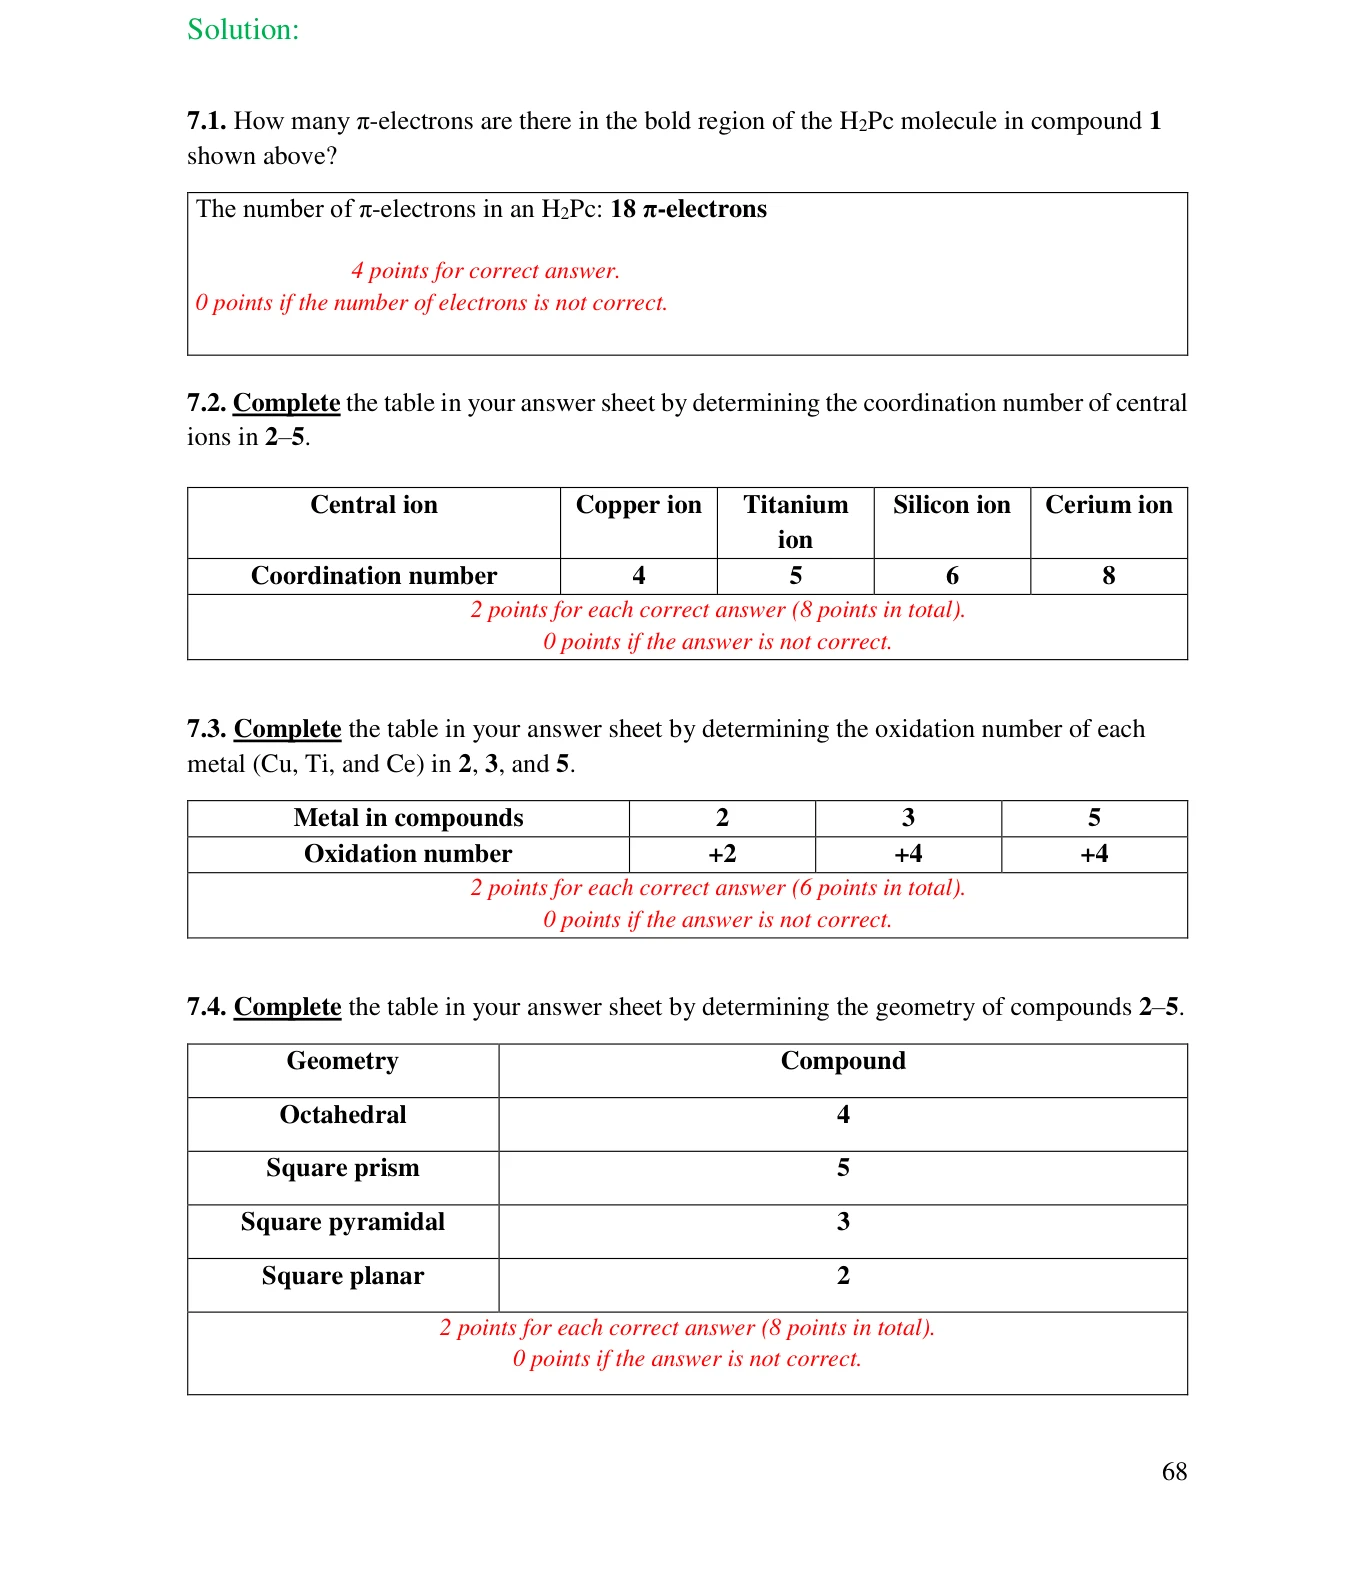 Solution:
7.1. How many π-electrons are there in the bold region of the H₂Pc molecule in compound 1
shown above?
The number of π-electrons in an H₂Pc: 18 π-electrons
4 points for correct answer.
0 points if the number of electrons is not correct.
7.2. Complete the table in your answer sheet by determining the coordination number of central
ions in 2–5.
Central ion Copper ion Titanium ion Silicon ion Cerium ion
Coordination number 4 5 6 8
2 points for each correct answer (8 points in total).
0 points if the answer is not correct.
7.3. Complete the table in your answer sheet by determining the oxidation number of each
metal (Cu, Ti, and Ce) in 2, 3, and 5.
Metal in compounds 2 3 5
Oxidation number +2 +4 +4
2 points for each correct answer (6 points in total).
0 points if the answer is not correct.
7.4. Complete the table in your answer sheet by determining the geometry of compounds 2–5.
Geometry Compound
Octahedral 4
Square prism 5
Square pyramidal 3
Square planar 2
2 points for each correct answer (8 points in total).
0 points if the answer is not correct.
68